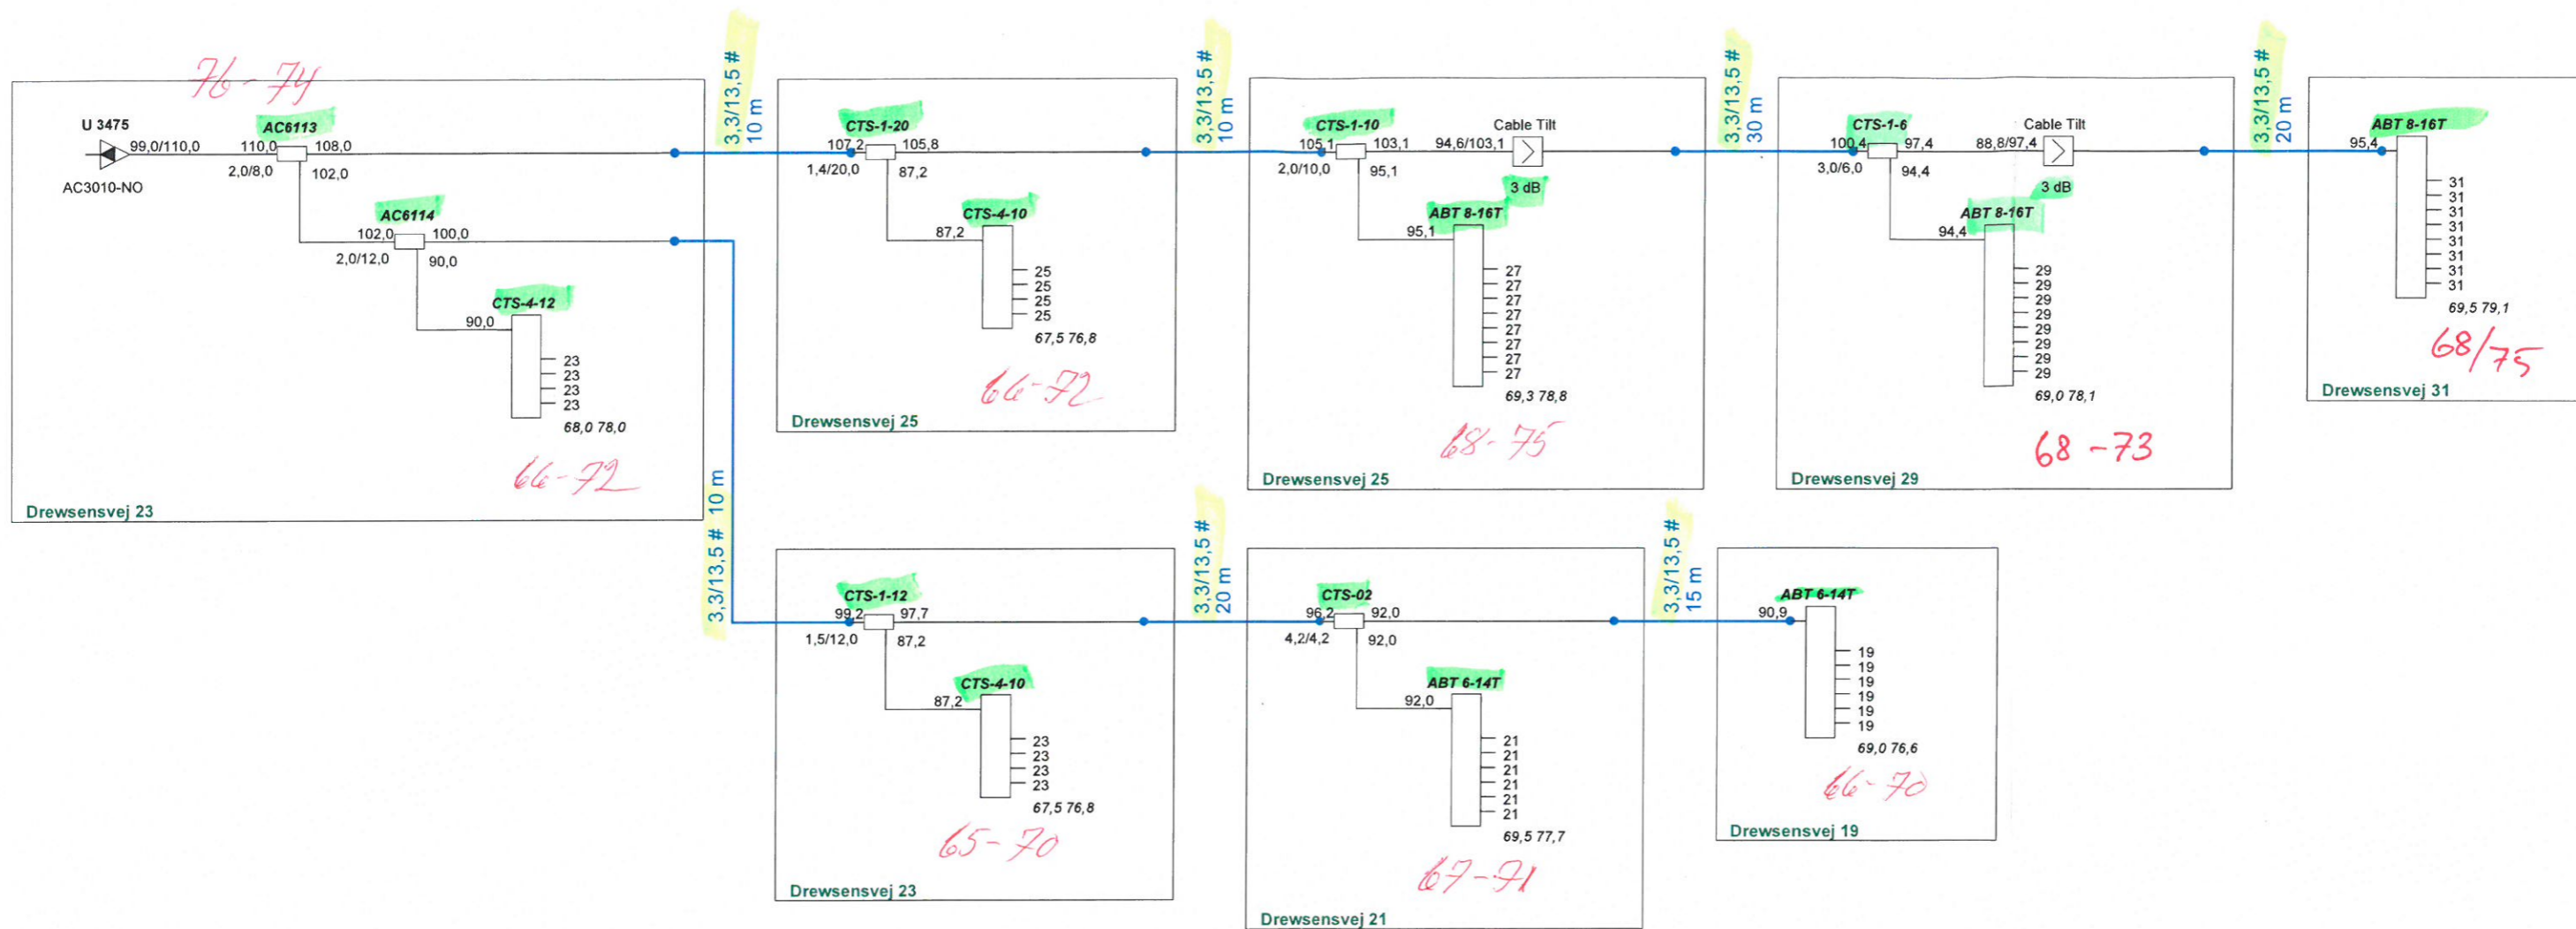 76-74
U 3475
99,0/110,0
AC3010-NO
AC6113
110,0 108,0
2,0/8,0 102,0
AC6114
102,0 100,0
2,0/12,0 90,0
CTS-4-12
90,0
23
23
23
23
68,0 78,0
66-72
Drewsensvej 23
3,3/13,5 #
10 m
CTS-1-20
107,2 105,8
1,4/20,0 87,2
CTS-4-10
87,2
25
25
25
25
67,5 76,8
66-72
Drewsensvej 25
3,3/13,5 #
10 m
CTS-1-10
105,1 103,1
2,0/10,0 95,1
94,6/103,1
Cable Tilt
3 dB
ABT 8-16T
95,1
27
27
27
27
27
27
27
27
69,3 78,8
68-75
Drewsensvej 25
3,3/13,5 #
30 m
CTS-1-6
100,4 97,4
3,0/6,0 94,4
88,8/97,4
Cable Tilt
3 dB
ABT 8-16T
94,4
29
29
29
29
29
29
29
29
69,0 78,1
68-73
Drewsensvej 29
3,3/13,5 #
20 m
ABT 8-16T
95,4
31
31
31
31
31
31
31
31
69,5 79,1
68/75
Drewsensvej 31
3,3/13,5 # 10 m
CTS-1-12
99,2 97,7
1,5/12,0 87,2
CTS-4-10
87,2
23
23
23
23
67,5 76,8
65-70
Drewsensvej 23
3,3/13,5 #
20 m
CTS-02
96,2 92,0
4,2/4,2 92,0
ABT 6-14T
92,0
21
21
21
21
21
21
69,5 77,7
67-71
Drewsensvej 21
3,3/13,5 #
15 m
ABT 6-14T
90,9
19
19
19
19
19
19
69,0 76,6
66-70
Drewsensvej 19